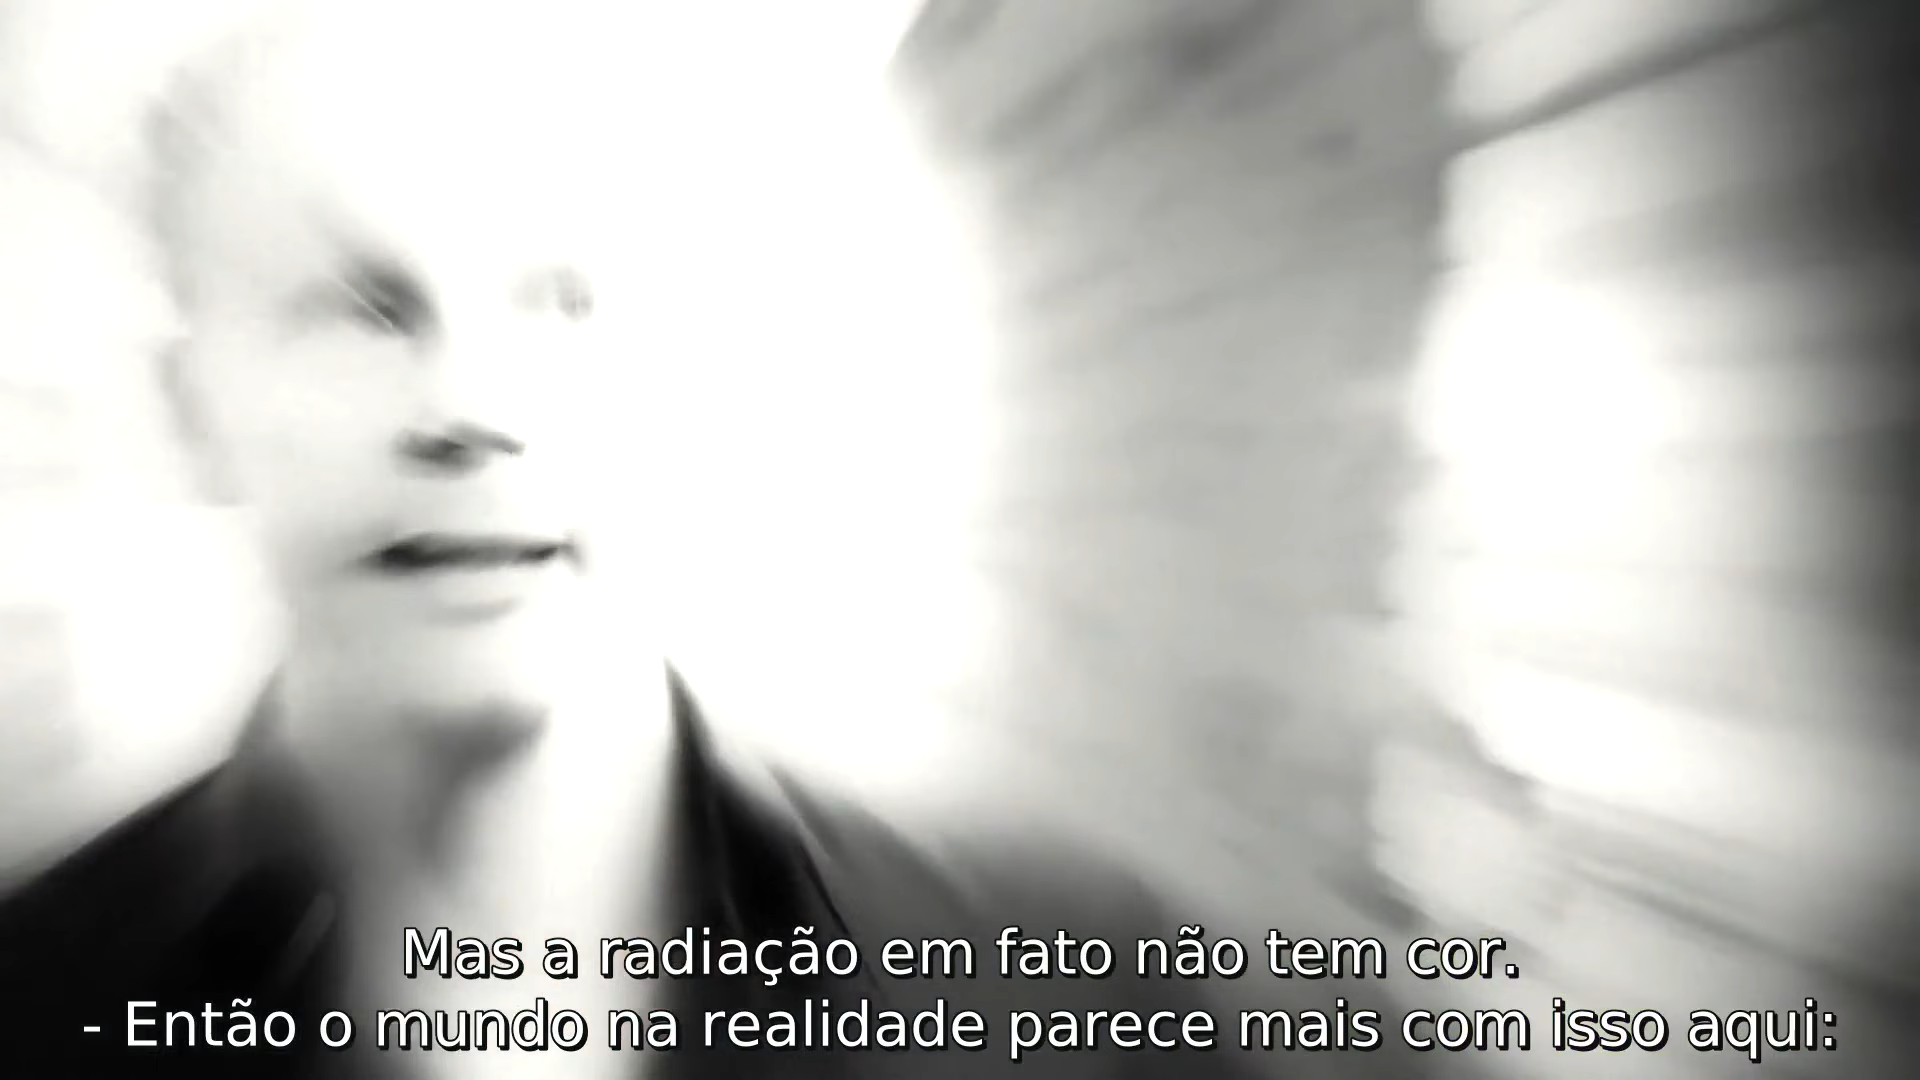 Mas a radiação em fato não tem cor.
- Então o mundo na realidade parece mais com isso aqui: